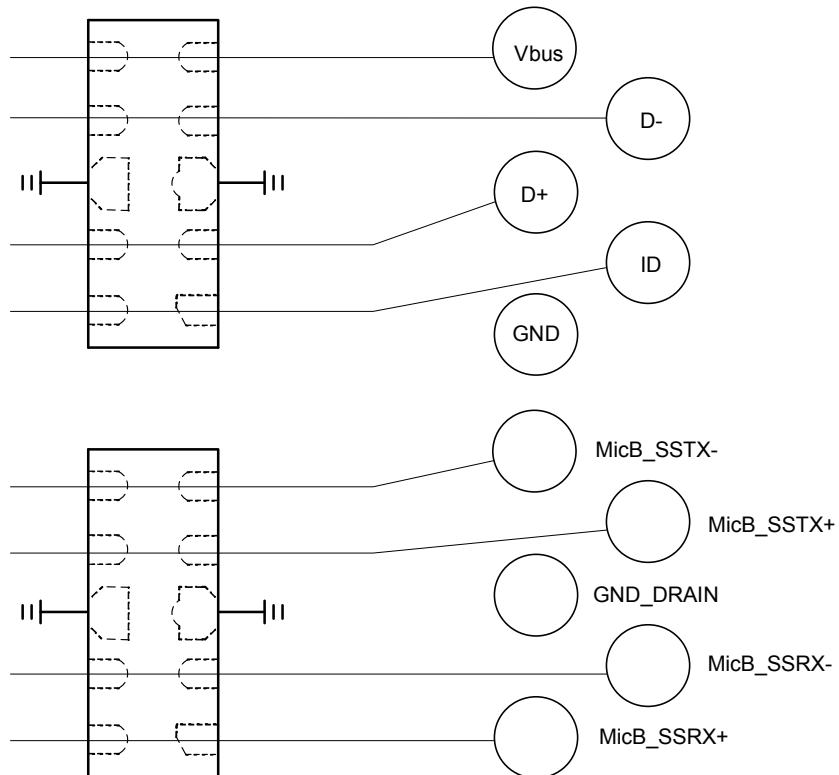 Vbus
D-
D+
ID
GND
MicB_SSTX-
MicB_SSTX+
GND_DRAIN
MicB_SSRX-
MicB_SSRX+